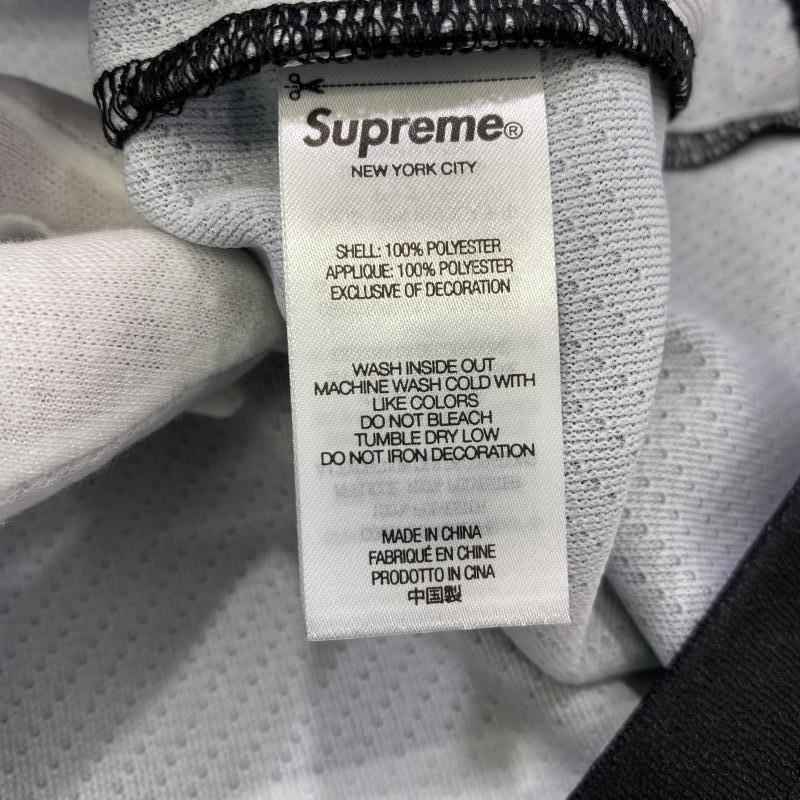 Supreme®
NEW YORK CITY
SHELL: 100% POLYESTER
APPLIQUE: 100% POLYESTER
EXCLUSIVE OF DECORATION
WASH INSIDE OUT
MACHINE WASH COLD WITH
LIKE COLORS
DO NOT BLEACH
TUMBLE DRY LOW
DO NOT IRON DECORATION
MADE IN CHINA
FABRIQUÉ EN CHINE
PRODOTTO IN CINA
中国製